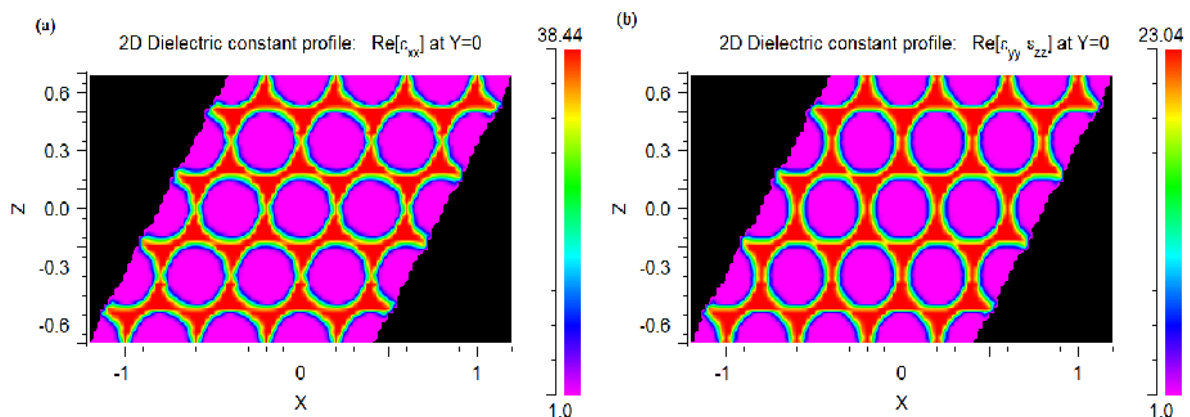 (a)
2D Dielectric constant profile: Re[εxx] at Y=0
38.44
0.6
0.3
0.0
-0.3
-0.6
Z
-1 0 1
X
1.0
(b)
2D Dielectric constant profile: Re[εyy εzz] at Y=0
23.04
0.6
0.3
0.0
-0.3
-0.6
Z
-1 0 1
X
1.0